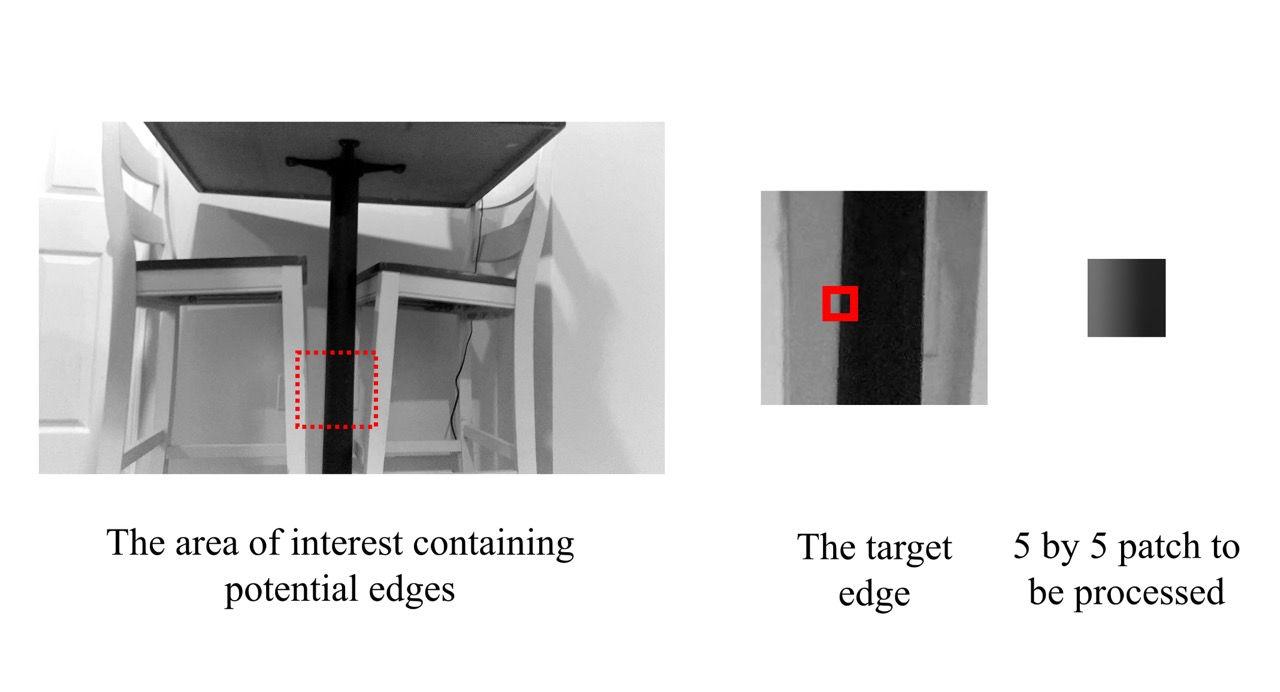 The area of interest containing
potential edges
The target
edge
5 by 5 patch to
be processed